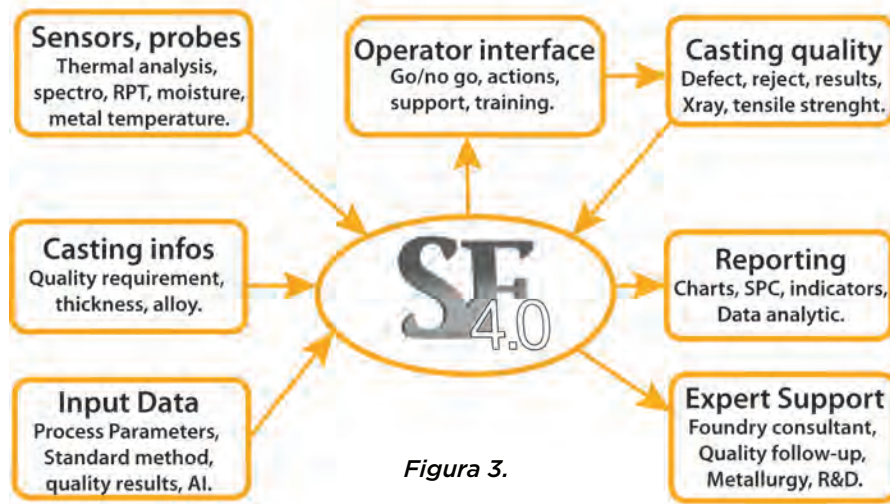 Sensors, probes
Thermal analysis,
spectro, RPT, moisture,
metal temperature.
Operator interface
Go/no go, actions,
support, training.
Casting quality
Defect, reject, results,
Xray, tensile strenght.
Casting infos
Quality requirement,
thickness, alloy.
SF
4.0
Reporting
Charts, SPC, indicators,
Data analytic.
Input Data
Process Parameters,
Standard method,
quality results, AI.
Expert Support
Foundry consultant,
Quality follow-up,
Metallurgy, R&D.
Figura 3.